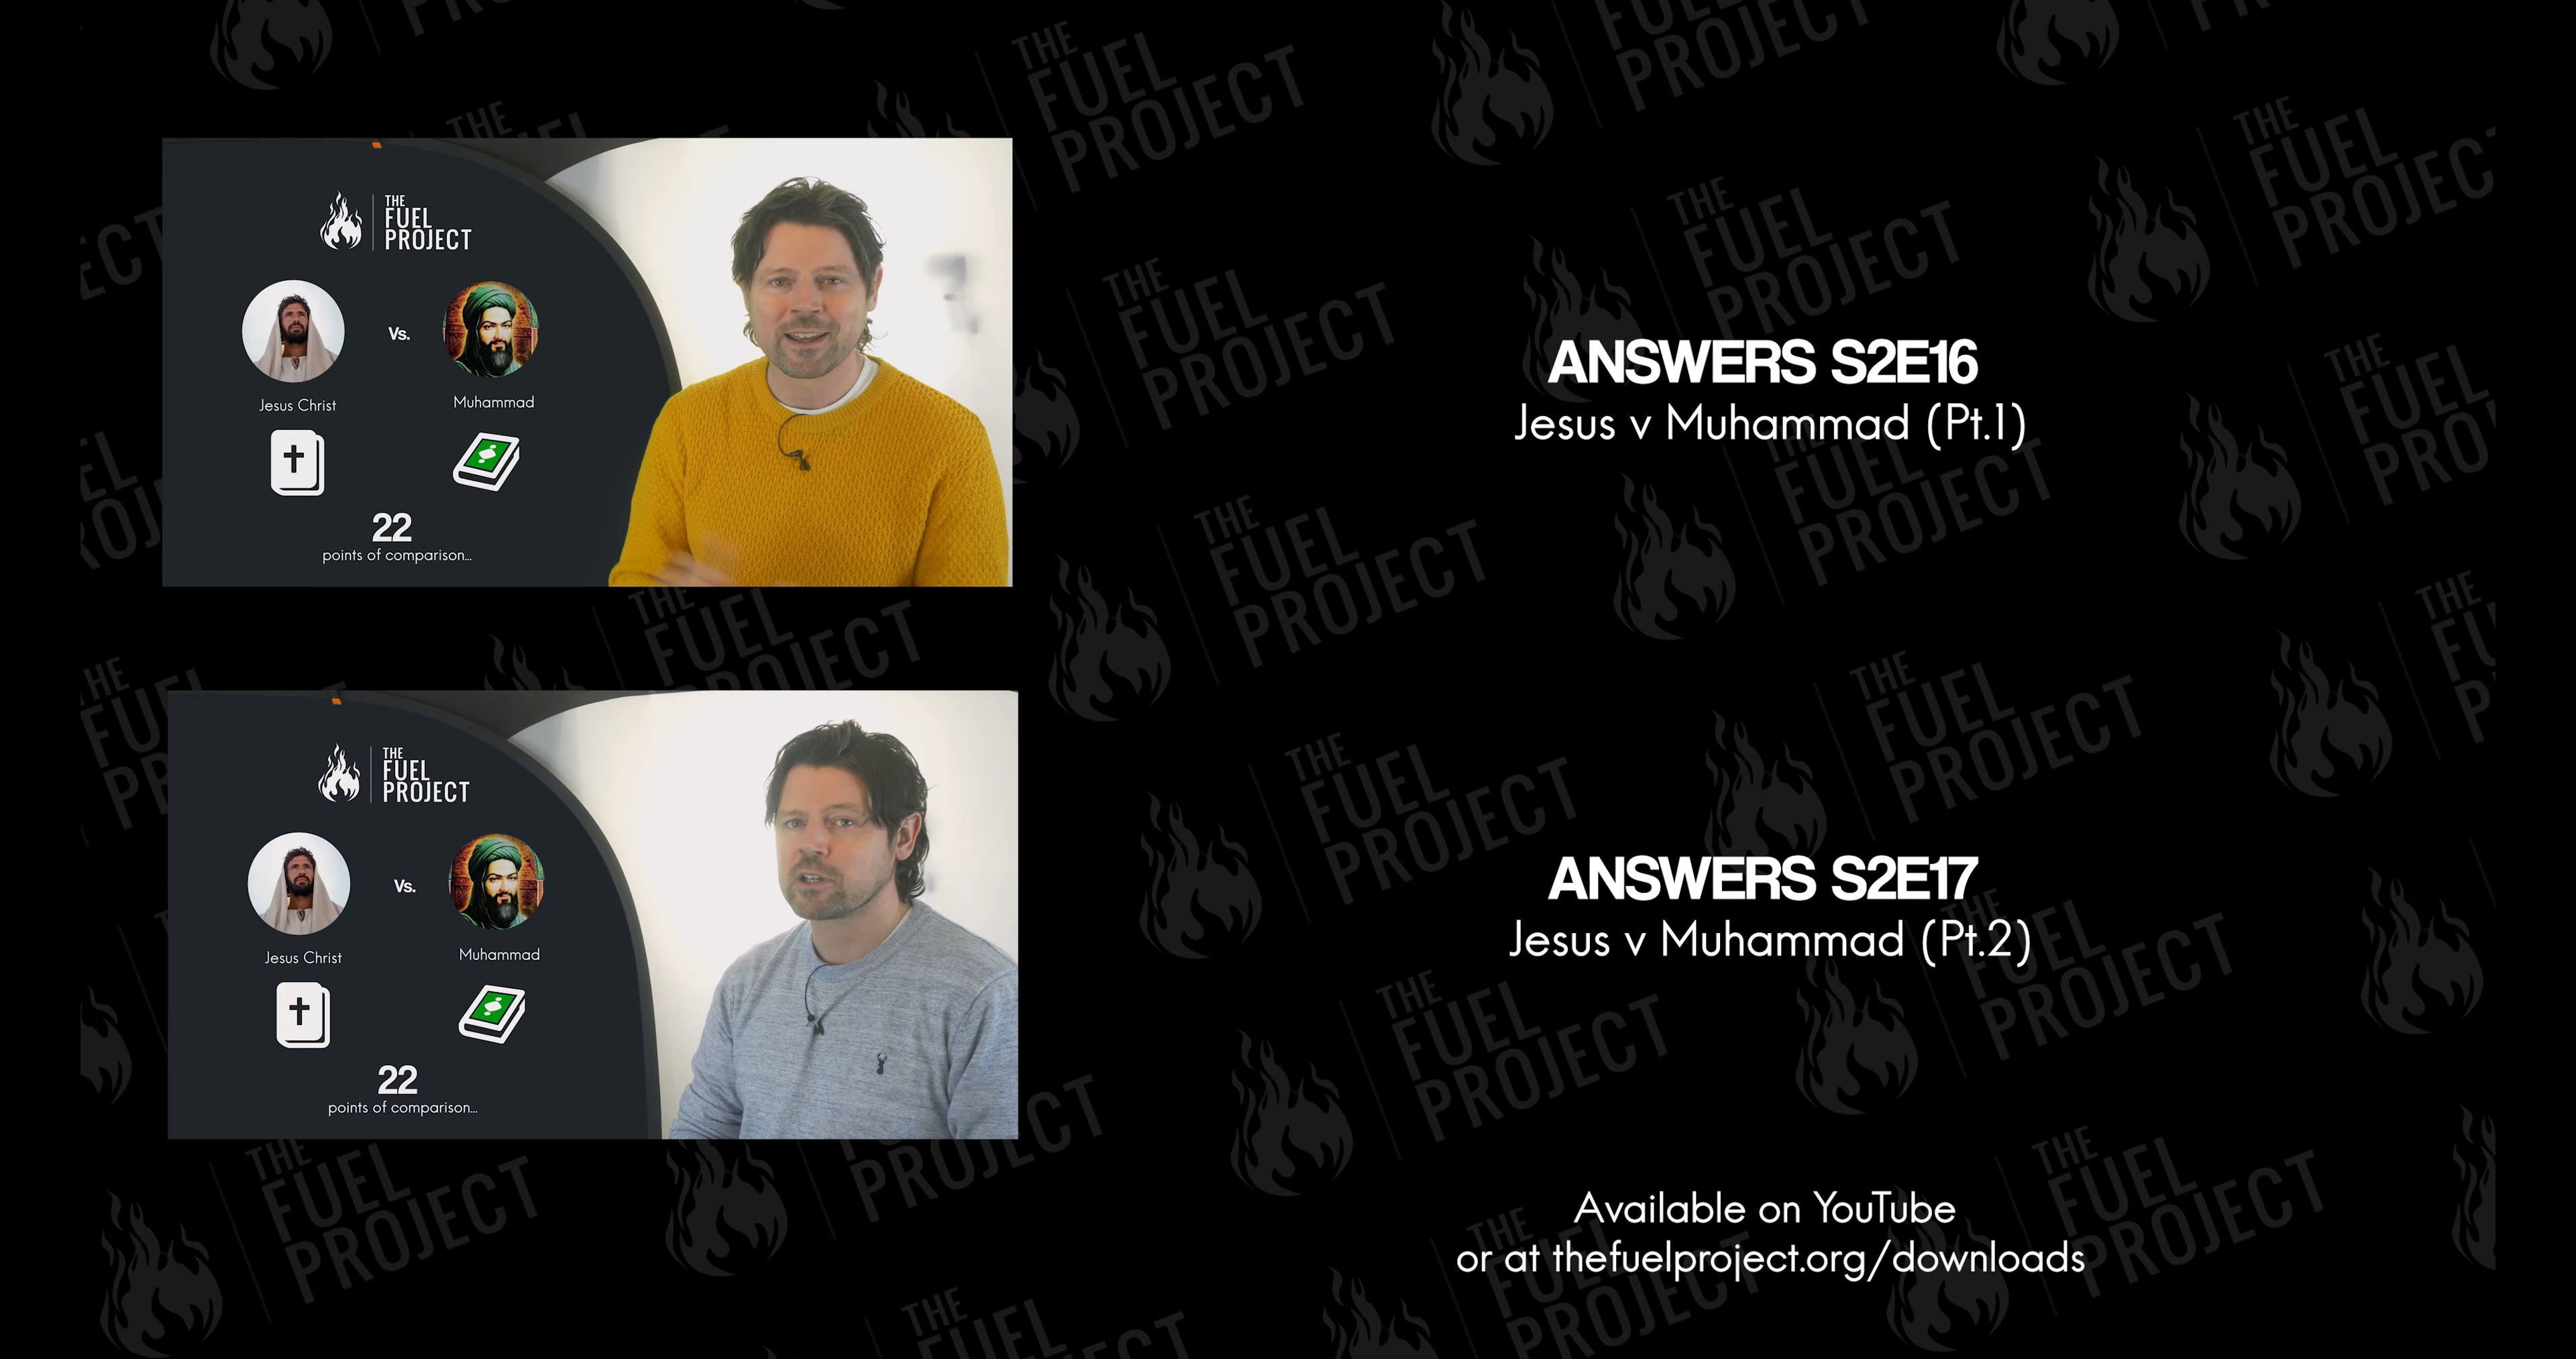 THE
FUEL
PROJECT
Vs.
Jesus Christ
Muhammad
22
points of comparison...
ANSWERS S2E16
Jesus v Muhammad (Pt.1)
THE
FUEL
PROJECT
Vs.
Jesus Christ
Muhammad
22
points of comparison...
ANSWERS S2E17
Jesus v Muhammad (Pt.2)
Available on YouTube
or at thefuelproject.org/downloads